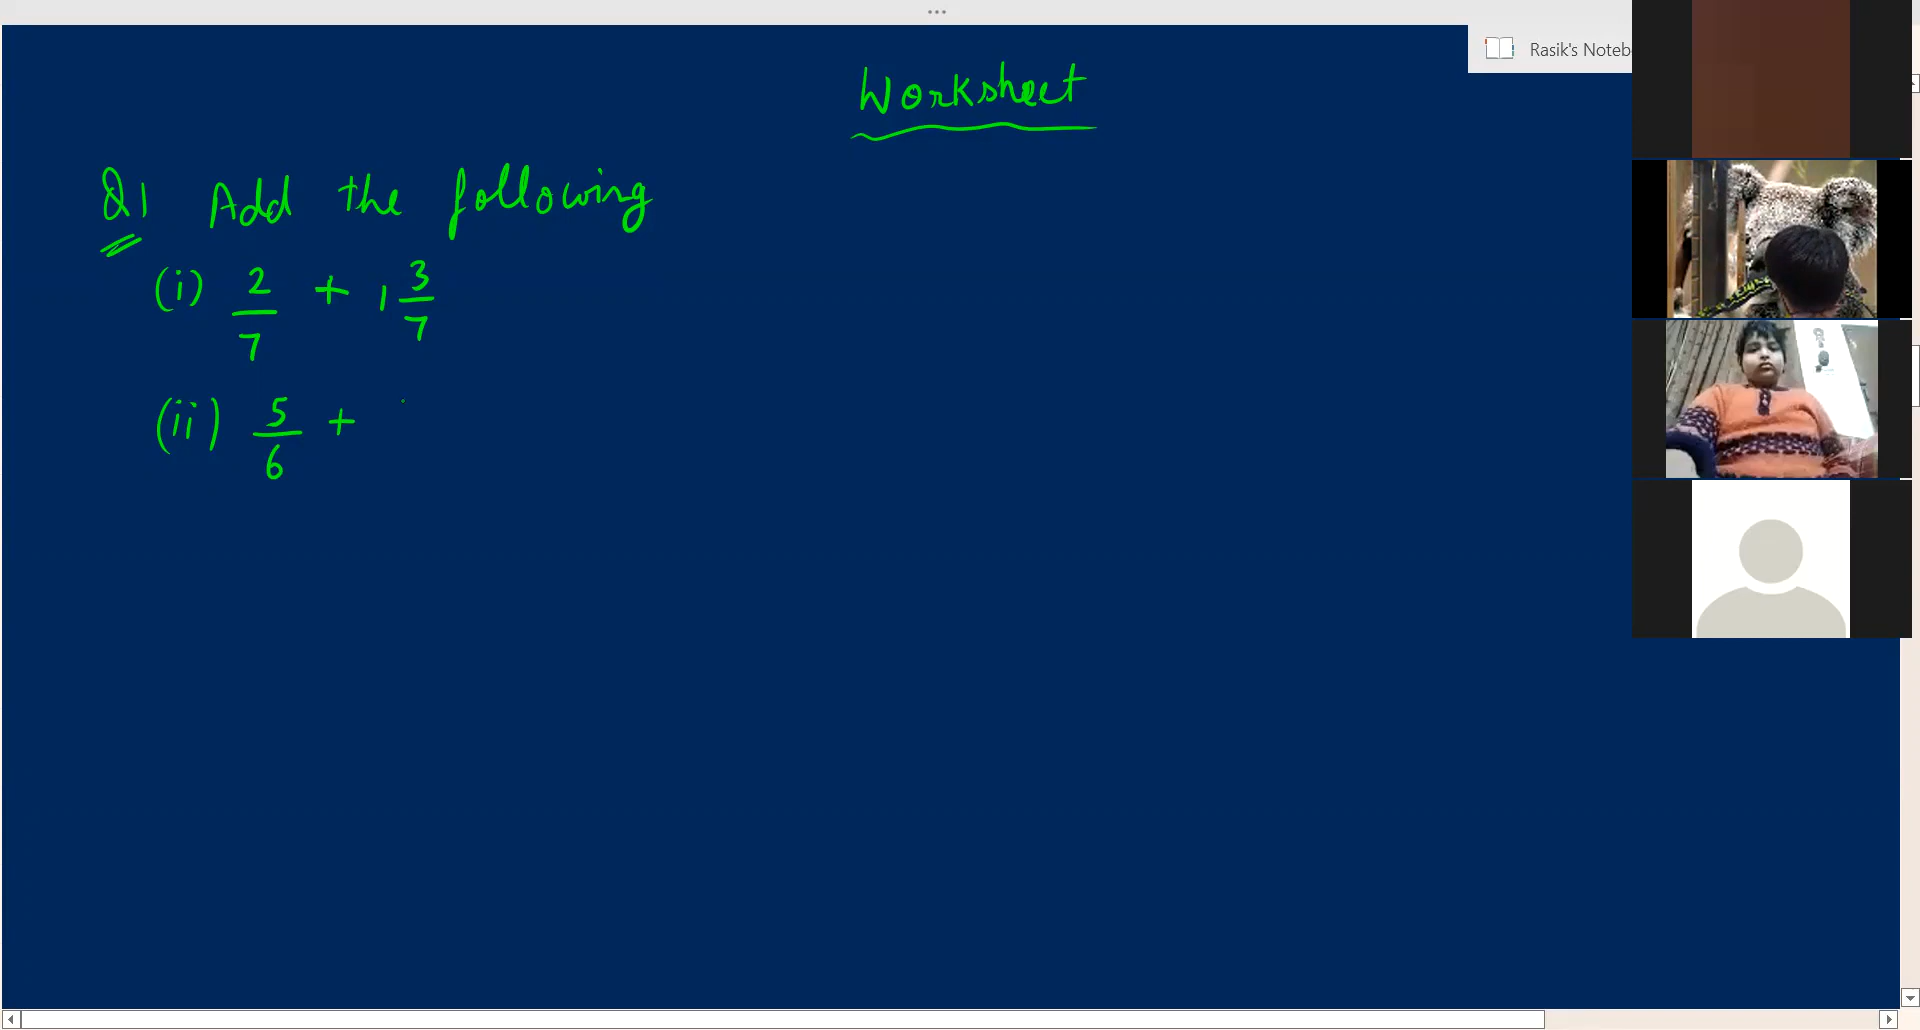 Rasik's Noteb
Worksheet
Q1 Add the following
(i) 2/7 + 1 3/7
(ii) 5/6 +